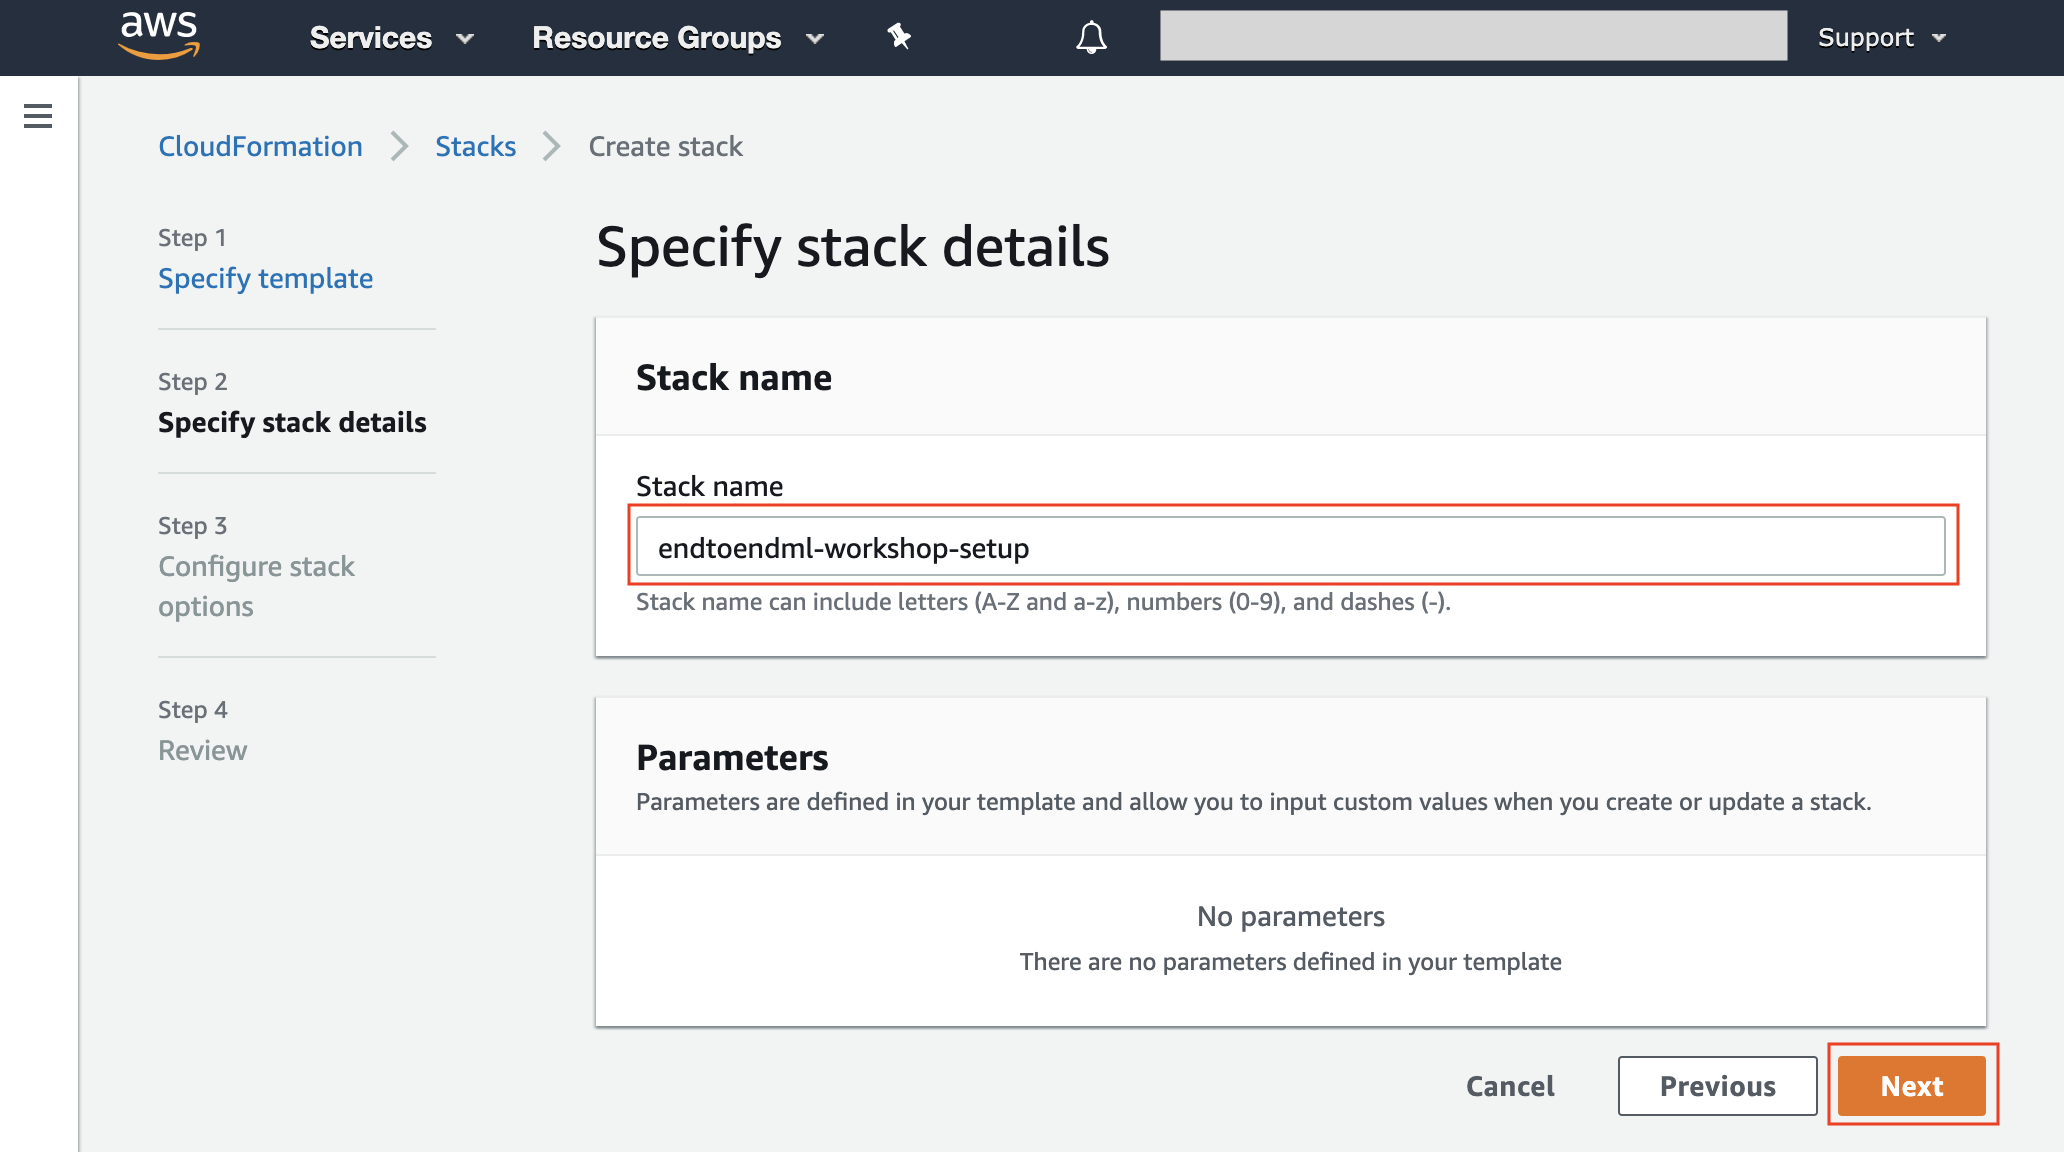 aws
Services
Resource Groups
Support
CloudFormation
Stacks
Create stack
Step 1
Specify template
Step 2
Specify stack details
Step 3
Configure stack
options
Step 4
Review
Specify stack details
Stack name
Stack name
endtoendml-workshop-setup
Stack name can include letters (A-Z and a-z), numbers (0-9), and dashes (-).
Parameters
Parameters are defined in your template and allow you to input custom values when you create or update a stack.
No parameters
There are no parameters defined in your template
Cancel
Previous
Next